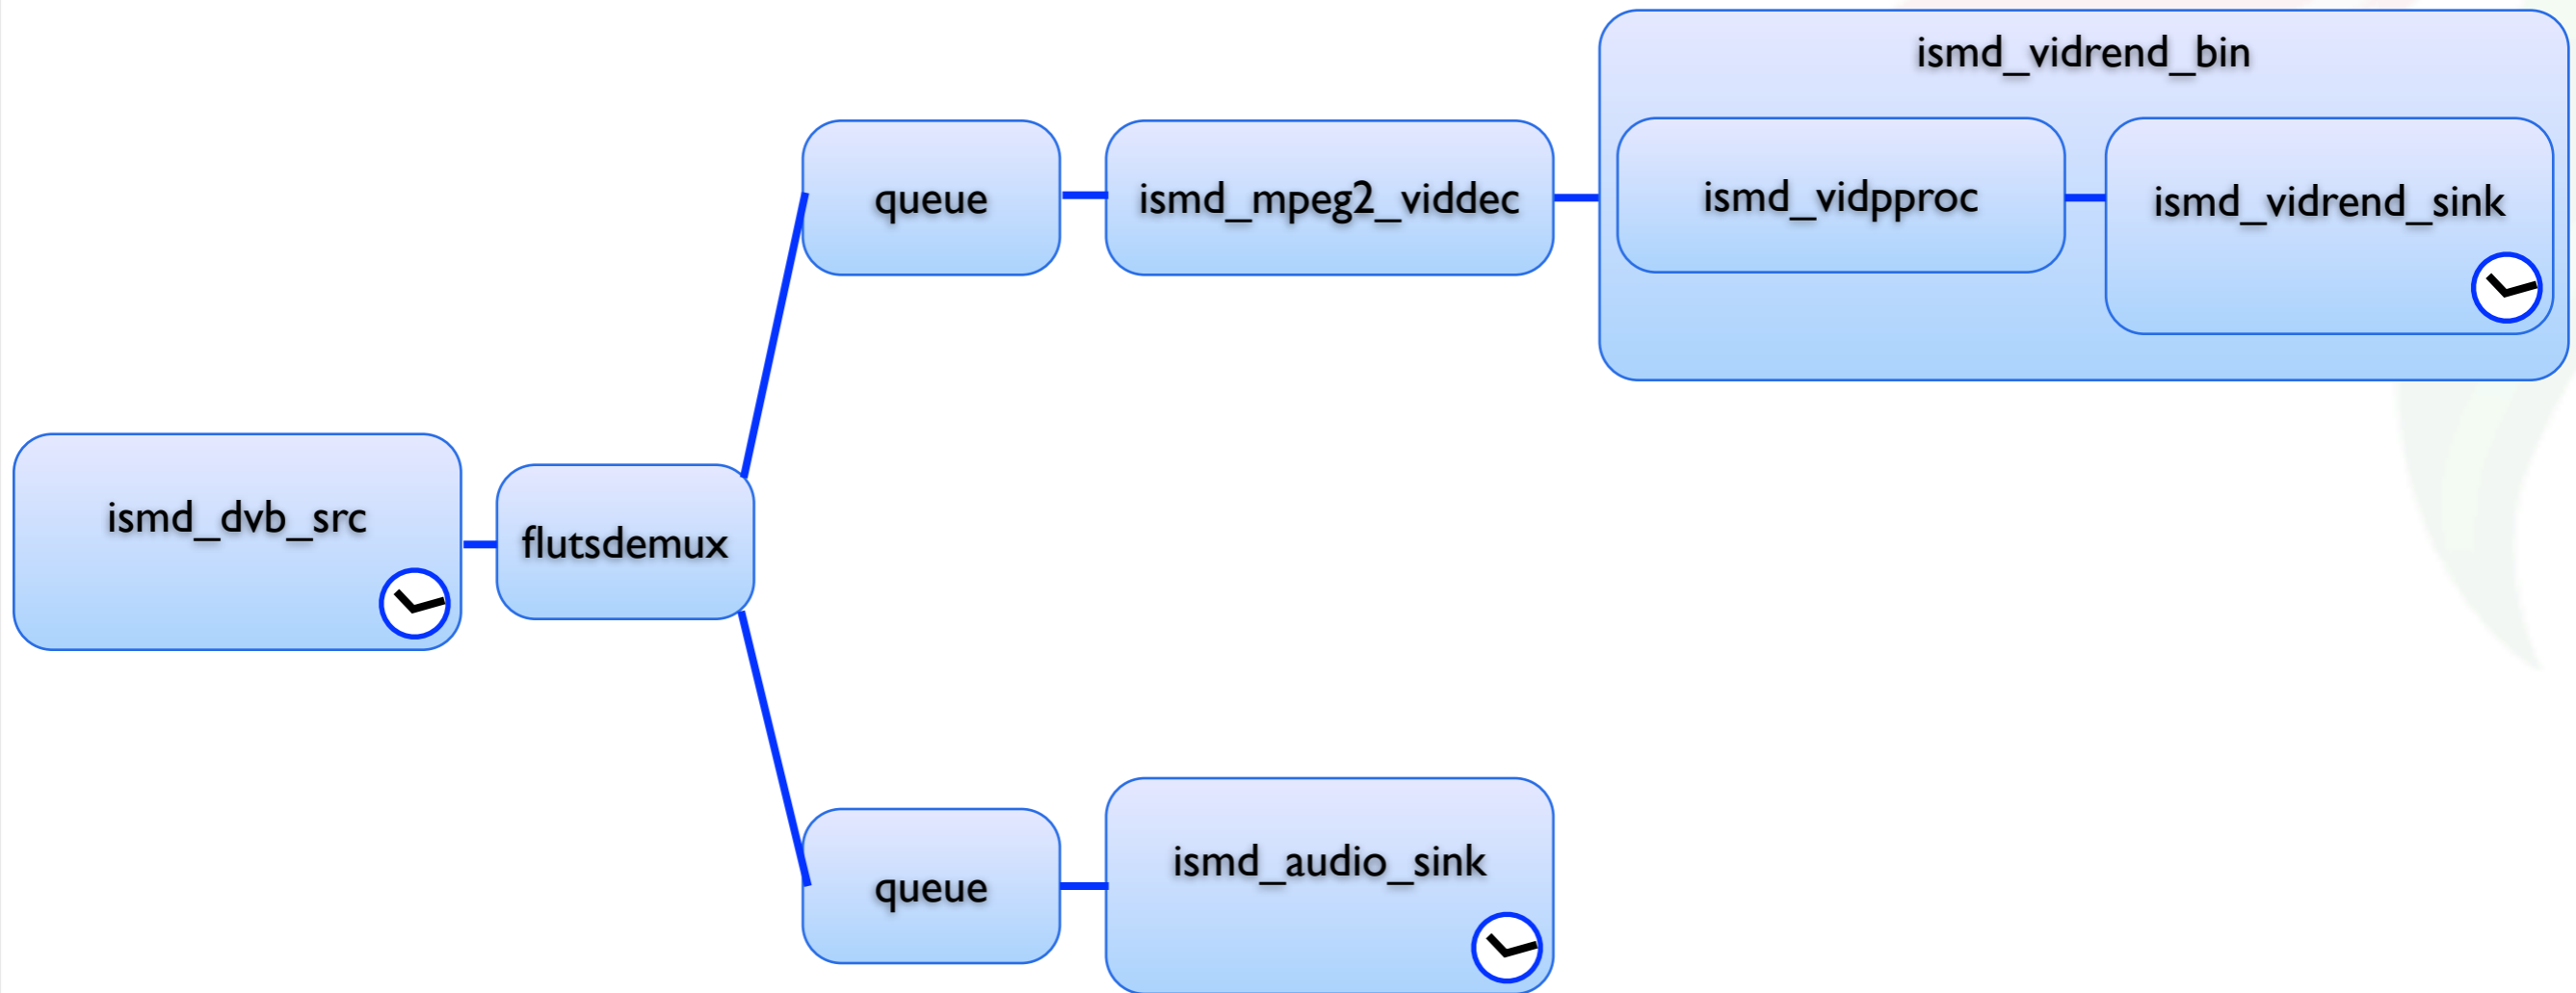 ismd_vidrend_bin
queue
ismd_mpeg2_viddec
ismd_vidpproc
ismd_vidrend_sink
ismd_dvb_src
flutsdemux
queue
ismd_audio_sink